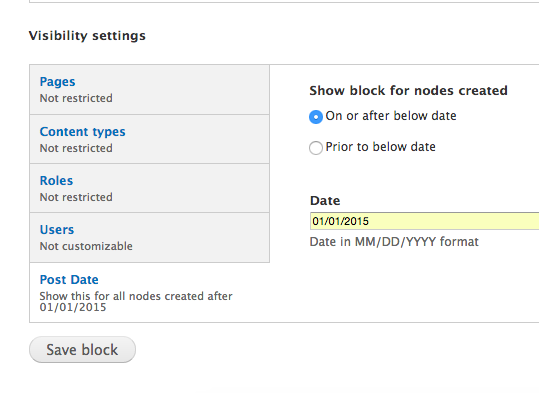 Visibility settings
Pages
Not restricted
Content types
Not restricted
Roles
Not restricted
Users
Not customizable
Post Date
Show this for all nodes created after
01/01/2015
Show block for nodes created
On or after below date
Prior to below date
Date
01/01/2015
Date in MM/DD/YYYY format
Save block